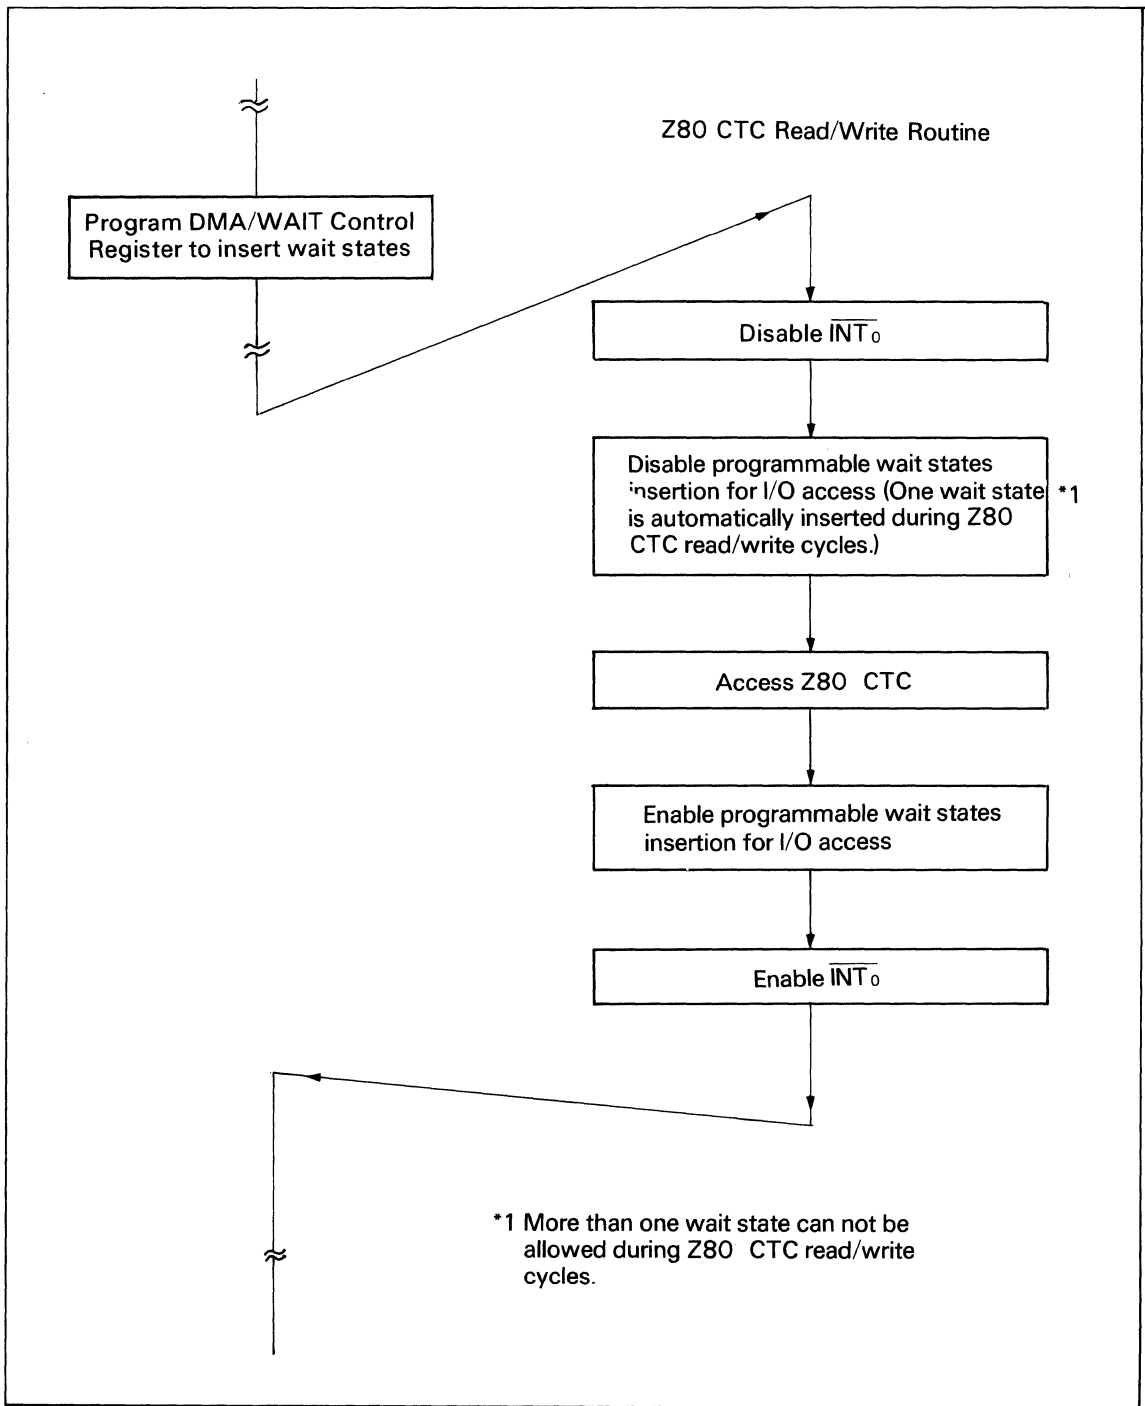 Z80 CTC Read/Write Routine
Program DMA/WAIT Control
Register to insert wait states
Disable INT0
Disable programmable wait states
insertion for I/O access (One wait state *1
is automatically inserted during Z80
CTC read/write cycles.)
Access Z80 CTC
Enable programmable wait states
insertion for I/O access
Enable INT0
*1 More than one wait state can not be
allowed during Z80 CTC read/write
cycles.